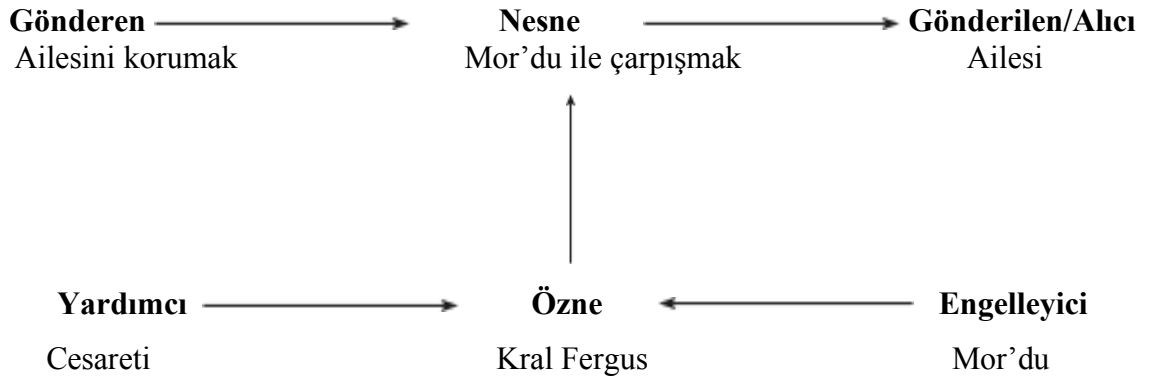 Gönderen Nesne Gönderilen/Alıcı
Ailesini korumak Mor’du ile çarpışmak Ailesi
Yardımcı Özne Engelleyici
Cesareti Kral Fergus Mor’du